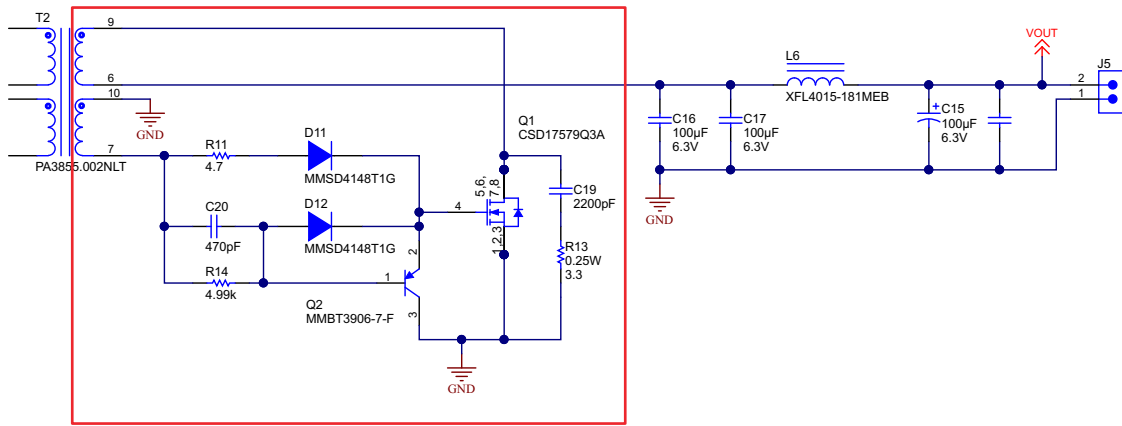 T2
9
6
10
7
GND
PA3855.002NLT
R11
4.7
D11
MMSD4148T1G
C20
470pF
D12
MMSD4148T1G
R14
4.99k
1
2
3
Q2
MMBT3906-7-F
GND
Q1
CSD17579Q3A
4
5,6,
7,8
1,2,3
C19
2200pF
R13
0.25W
3.3
C16
100µF
6.3V
C17
100µF
6.3V
GND
L6
XFL4015-181MEB
+
C15
100µF
6.3V
VOUT
J5
2
1